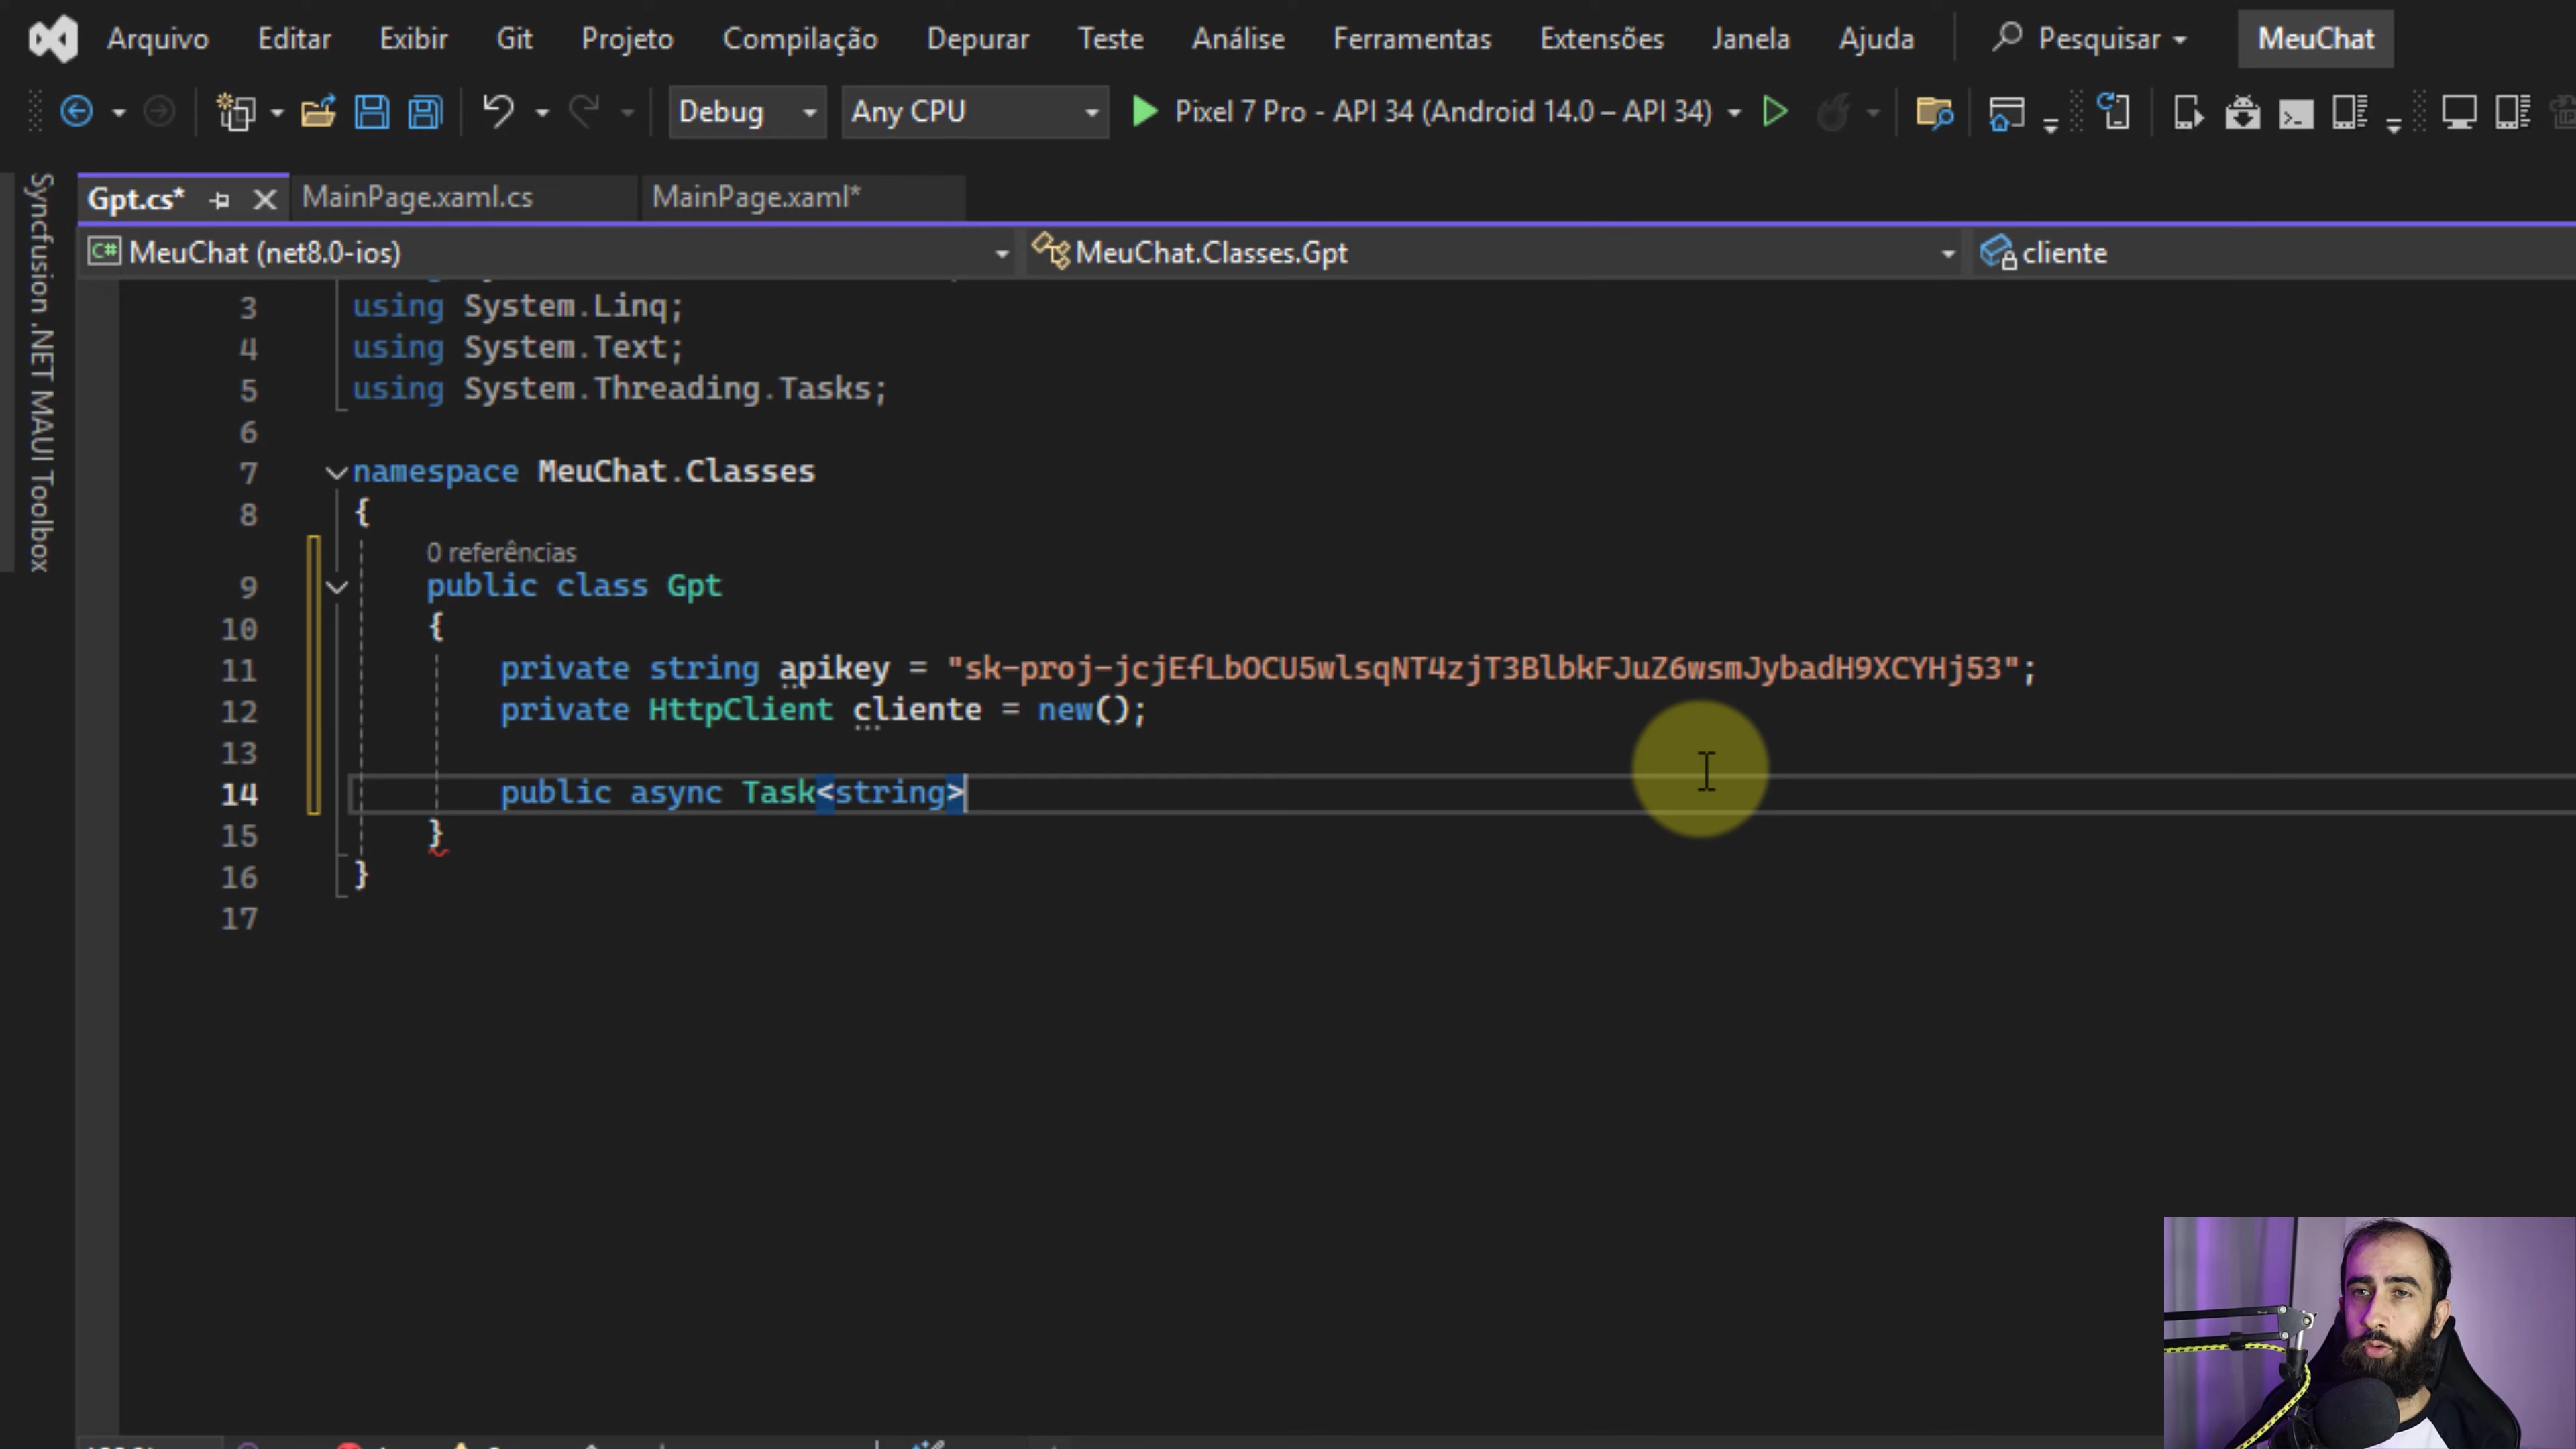 Arquivo Editar Exibir Git Projeto Compilação Depurar Teste Análise Ferramentas Extensões Janela Ajuda Pesquisar MeuChat
Debug Any CPU Pixel 7 Pro - API 34 (Android 14.0 – API 34)
Syncfusion .NET MAUI Toolbox
Gpt.cs* MainPage.xaml.cs MainPage.xaml*
C# MeuChat (net8.0-ios) MeuChat.Classes.Gpt cliente
3 using System.Linq;
4 using System.Text;
5 using System.Threading.Tasks;
6
7 namespace MeuChat.Classes
8 {
0 referências
9 public class Gpt
10 {
11 private string apikey = "sk-proj-jcjEfLbOCU5wlsqNT4zjT3BlbkFJuZ6wsmJybadH9XCYHj53";
12 private HttpClient cliente = new();
13
14 public async Task<string>
15 }
16 }
17